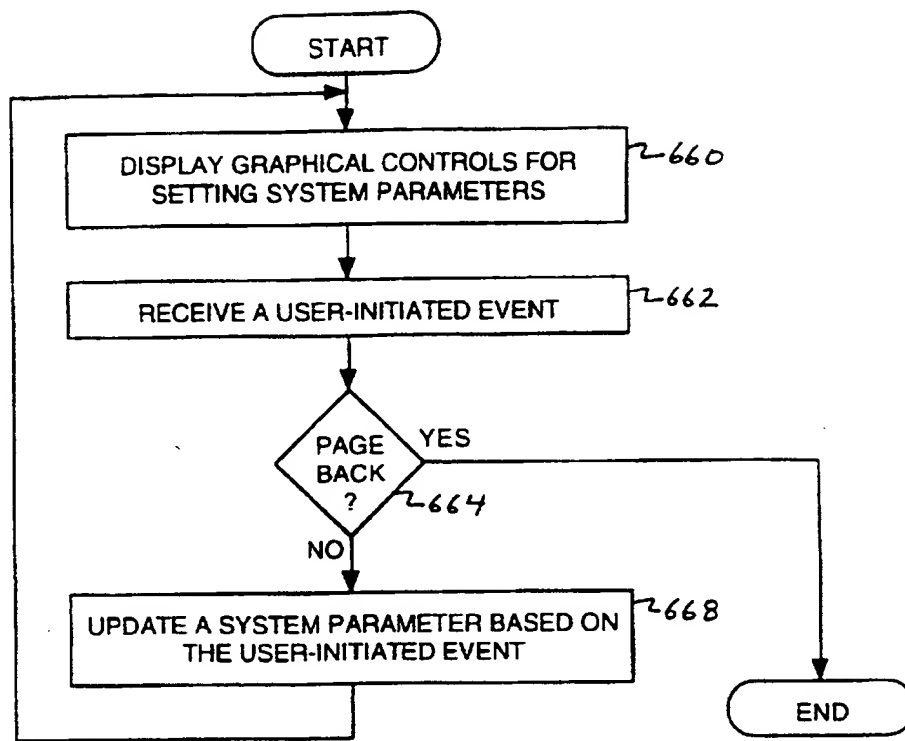 START
DISPLAY GRAPHICAL CONTROLS FOR
SETTING SYSTEM PARAMETERS
660
RECEIVE A USER-INITIATED EVENT
662
PAGE
BACK
?
YES
664
NO
UPDATE A SYSTEM PARAMETER BASED ON
THE USER-INITIATED EVENT
668
END